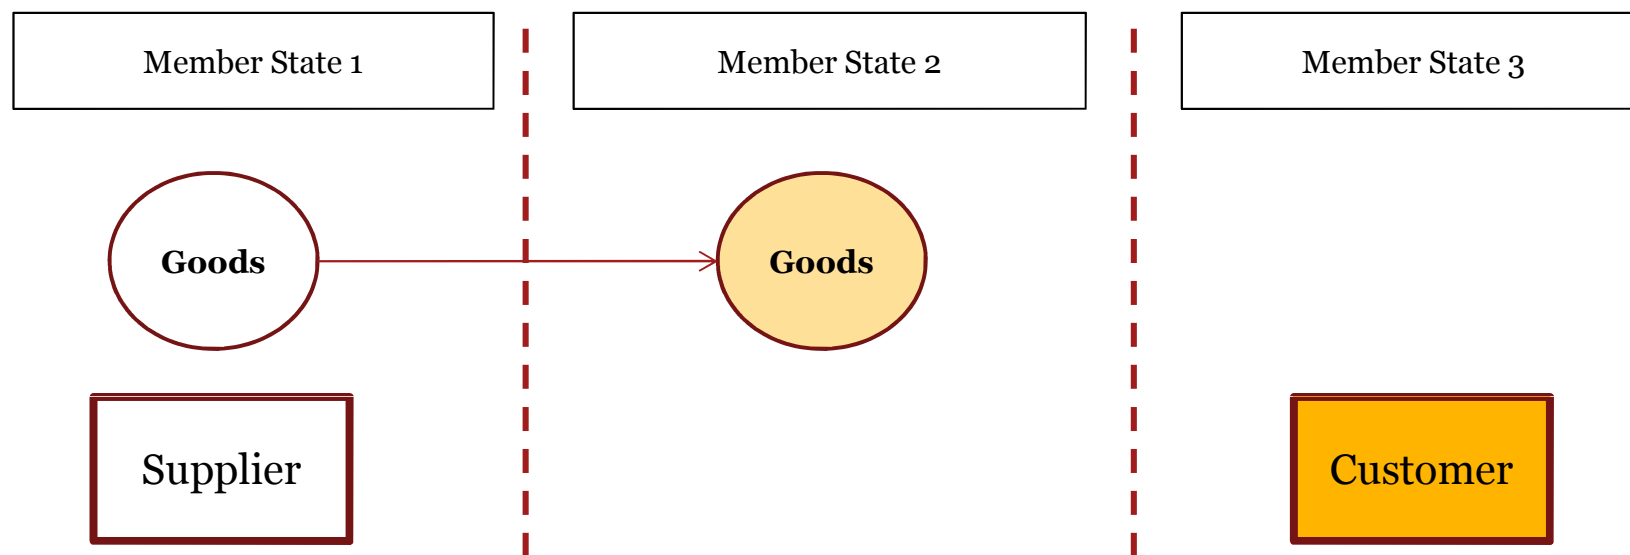 Member State 1
Member State 2
Member State 3
Goods
Goods
Supplier
Customer